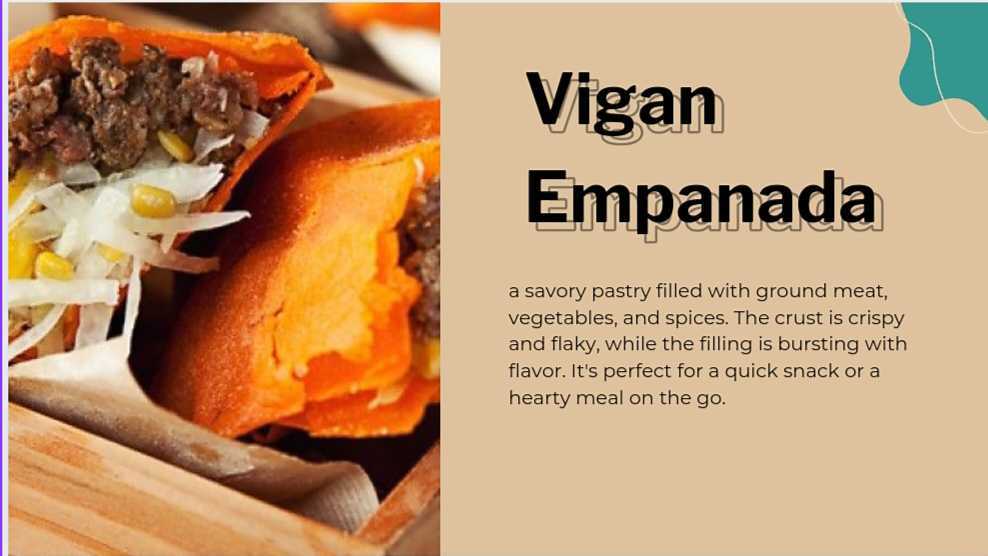 Vigan
Empanada
a savory pastry filled with ground meat,
vegetables, and spices. The crust is crispy
and flaky, while the filling is bursting with
flavor. It's perfect for a quick snack or a
hearty meal on the go.